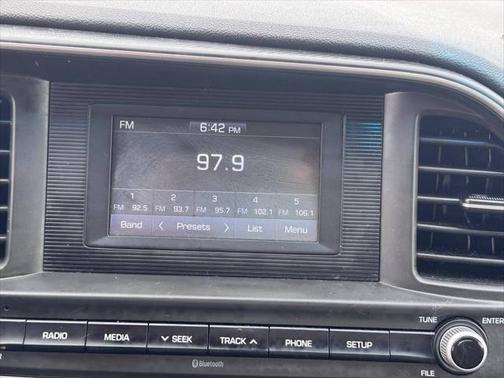 FM 6:42 PM
97.9
1 2 3 4 5
FM 92.5 FM 93.7 FM 95.7 FM 102.1 FM 106.1
Band < Presets > List Menu
TUNE ENTER
RADIO MEDIA ∨ SEEK TRACK ∧ PHONE SETUP
Bluetooth FILE